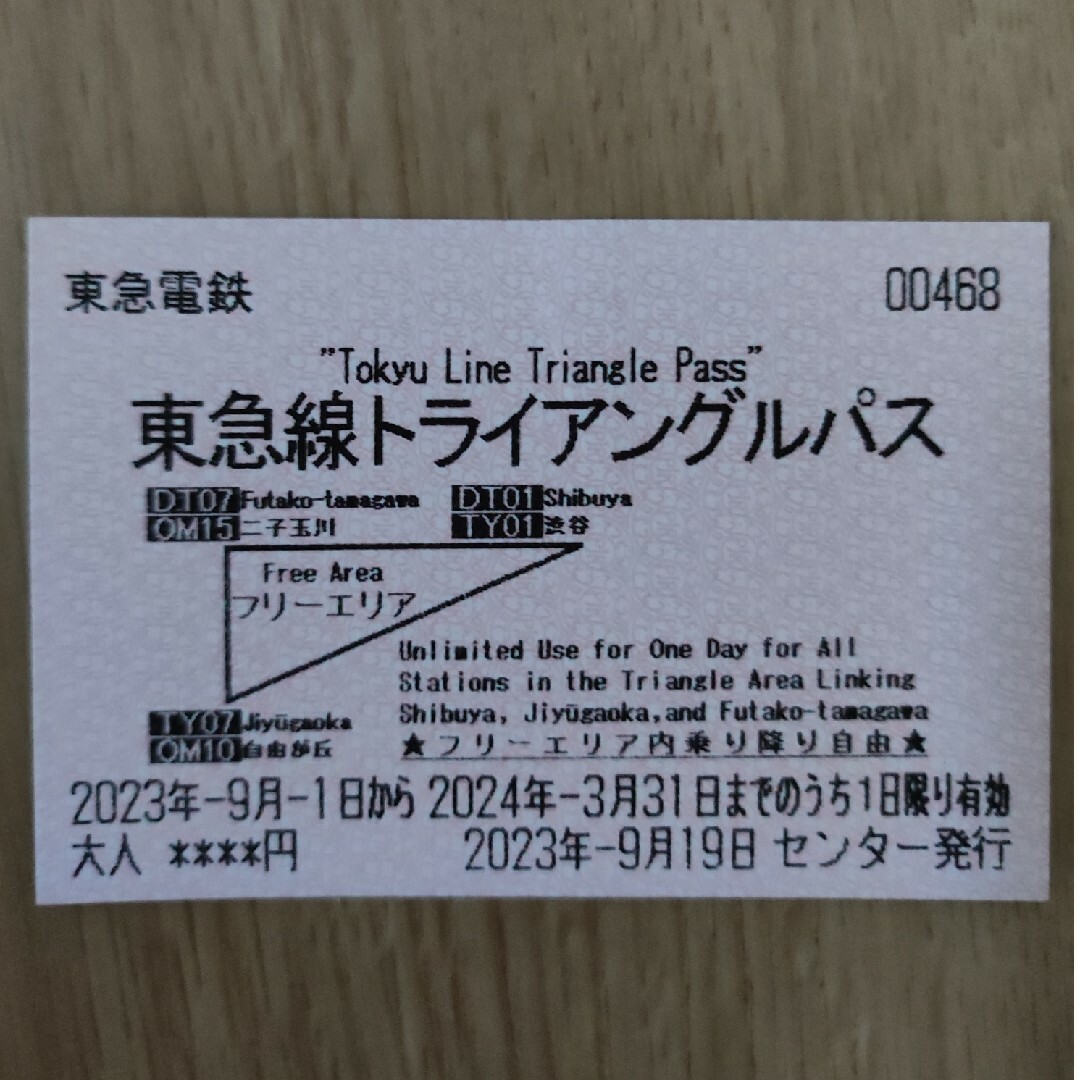 東急電鉄 00468
"Tokyu Line Triangle Pass"
東急線トライアングルパス
DT07 Futako-tamagawa DT01 Shibuya
OM15 二子玉川 TY01 渋谷
Free Area
フリーエリア
Unlimited Use for One Day for All
Stations in the Triangle Area Linking
Shibuya, Jiyūgaoka,and Futako-tamagawa
TY07 Jiyūgaoka
OM10 自由が丘
★フリーエリア内乗り降り自由★
2023年-9月-1日から 2024年-3月31日までのうち1日限り有効
大人 ****円 2023年-9月19日 センター発行